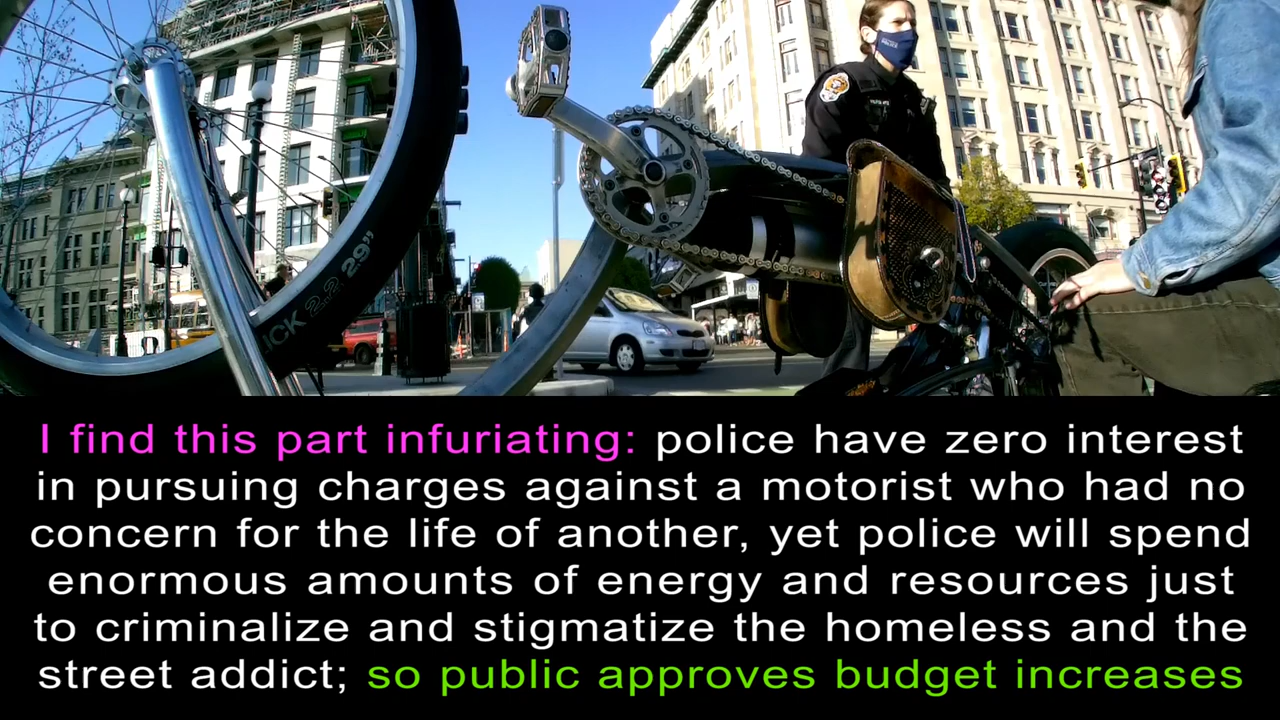 29"
I find this part infuriating: police have zero interest
in pursuing charges against a motorist who had no
concern for the life of another, yet police will spend
enormous amounts of energy and resources just
to criminalize and stigmatize the homeless and the
street addict; so public approves budget increases